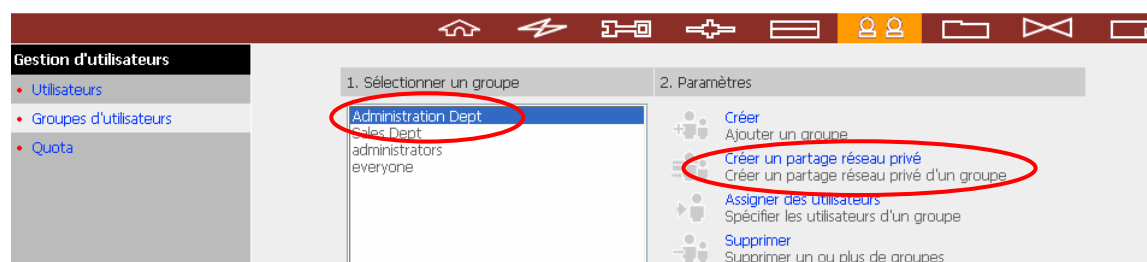 Gestion d'utilisateurs
• Utilisateurs
• Groupes d'utilisateurs
• Quota
1. Sélectionner un groupe
Administration Dept
Sales Dept
administrators
everyone
2. Paramètres
Créer
Ajouter un groupe
Créer un partage réseau privé
Créer un partage réseau privé d'un groupe
Assigner des utilisateurs
Spécifier les utilisateurs d'un groupe
Supprimer
Supprimer un ou plus de groupes